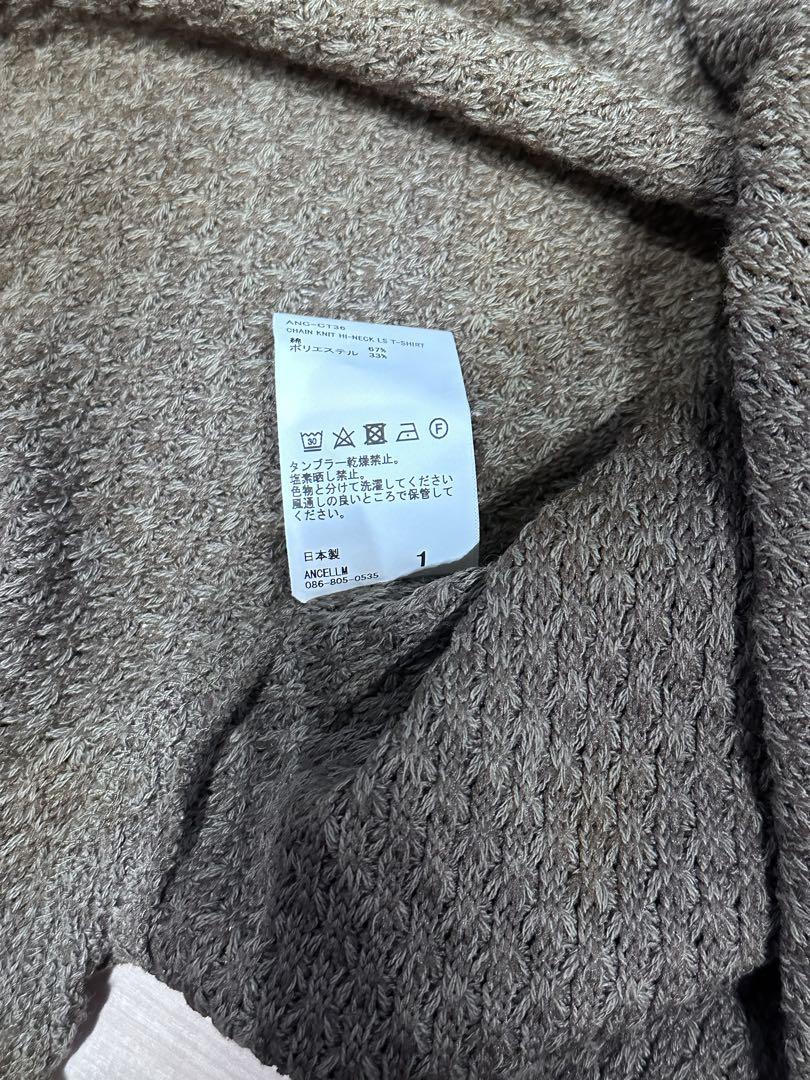 ANC-CT36
CHAIN KNIT HI-NECK LS T-SHIRT
綿 67%
ポリエステル 33%
30
F
タンブラー乾燥禁止。
塩素晒し禁止。
色物と分けて洗濯してください
風通しの良いところで保管して
ください。
日本製
1
ANCELLM
086-805-0535